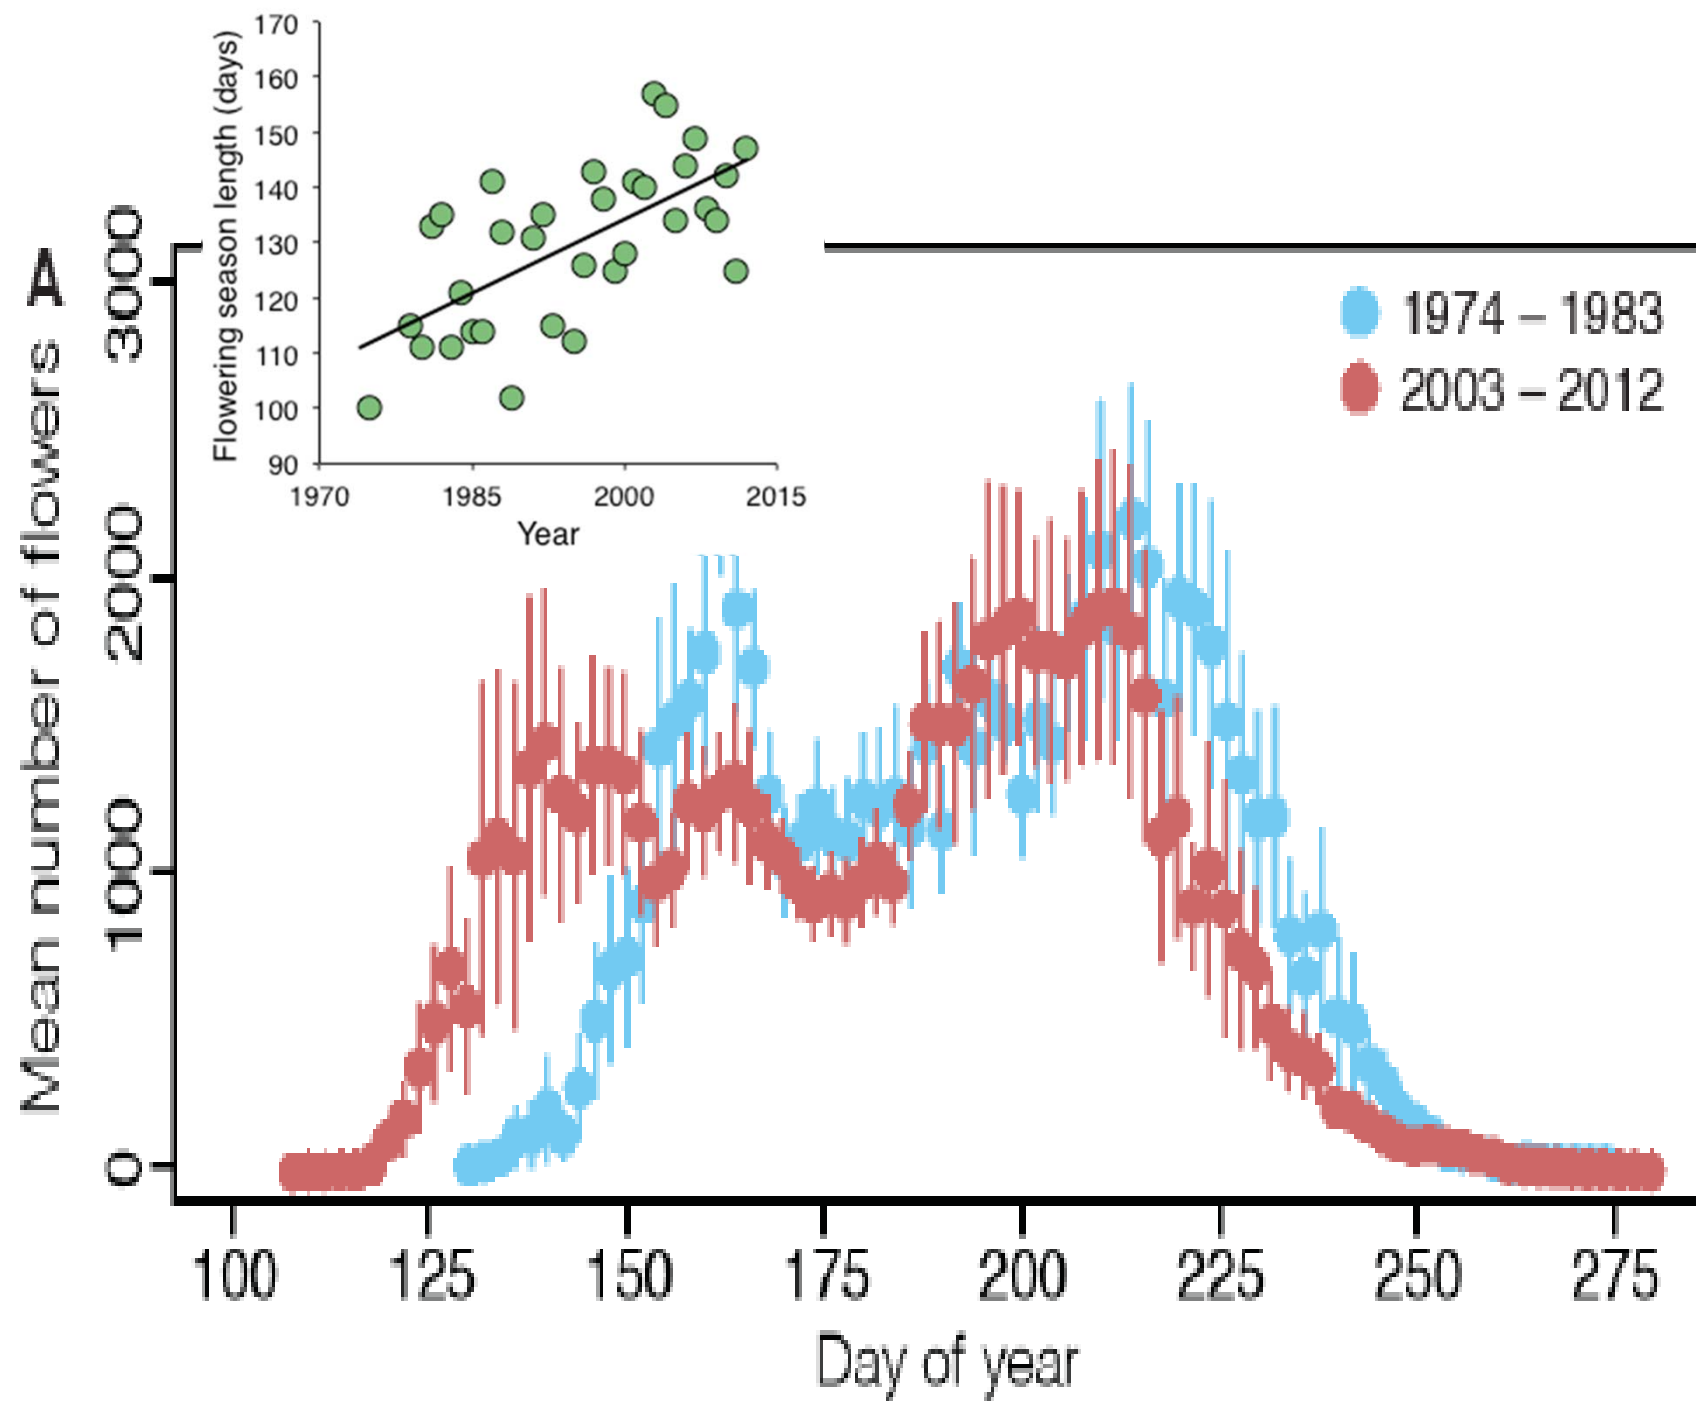 A
Flowering season length (days)
170
160
150
140
130
120
110
100
90
1970 1985 2000 2015
Year
1974 – 1983
2003 – 2012
Mean number of flowers
3000
2000
1000
0
100 125 150 175 200 225 250 275
Day of year